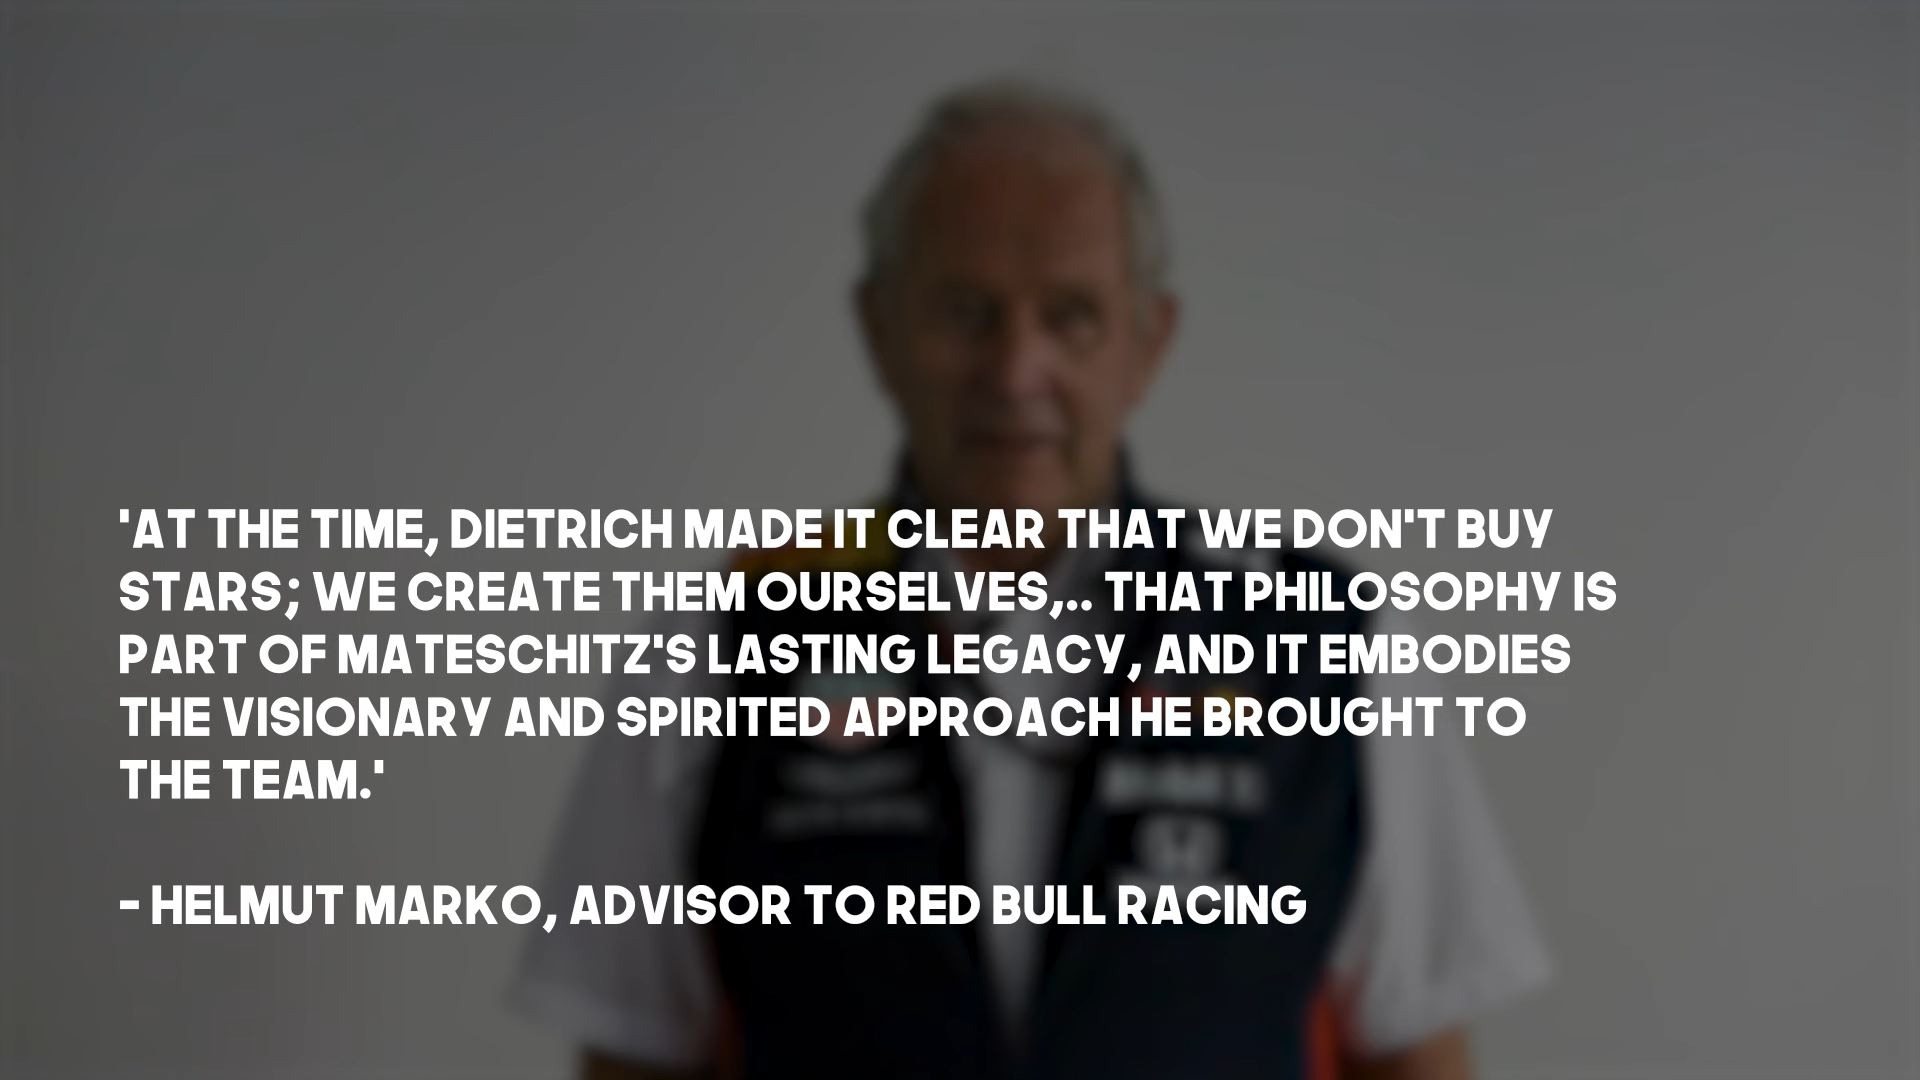 'AT THE TIME, DIETRICH MADE IT CLEAR THAT WE DON'T BUY
STARS; WE CREATE THEM OURSELVES,.. THAT PHILOSOPHY IS
PART OF MATESCHITZ'S LASTING LEGACY, AND IT EMBODIES
THE VISIONARY AND SPIRITED APPROACH HE BROUGHT TO
THE TEAM.'
- HELMUT MARKO, ADVISOR TO RED BULL RACING